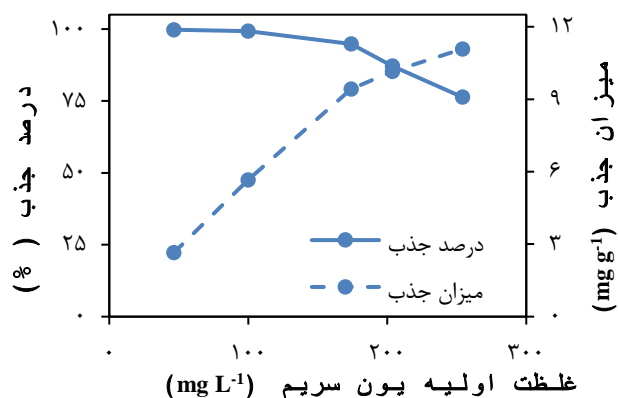 درصد جذب (%)
۱۰۰
۷۵
۵۰
۲۵
۰
میزان جذب (mg g-1)
۱۲
۹
۶
۳
۰
درصد جذب
میزان جذب
۰ ۱۰۰ ۲۰۰ ۳۰۰
غلظت اولیه یون سریم (mg L-1)